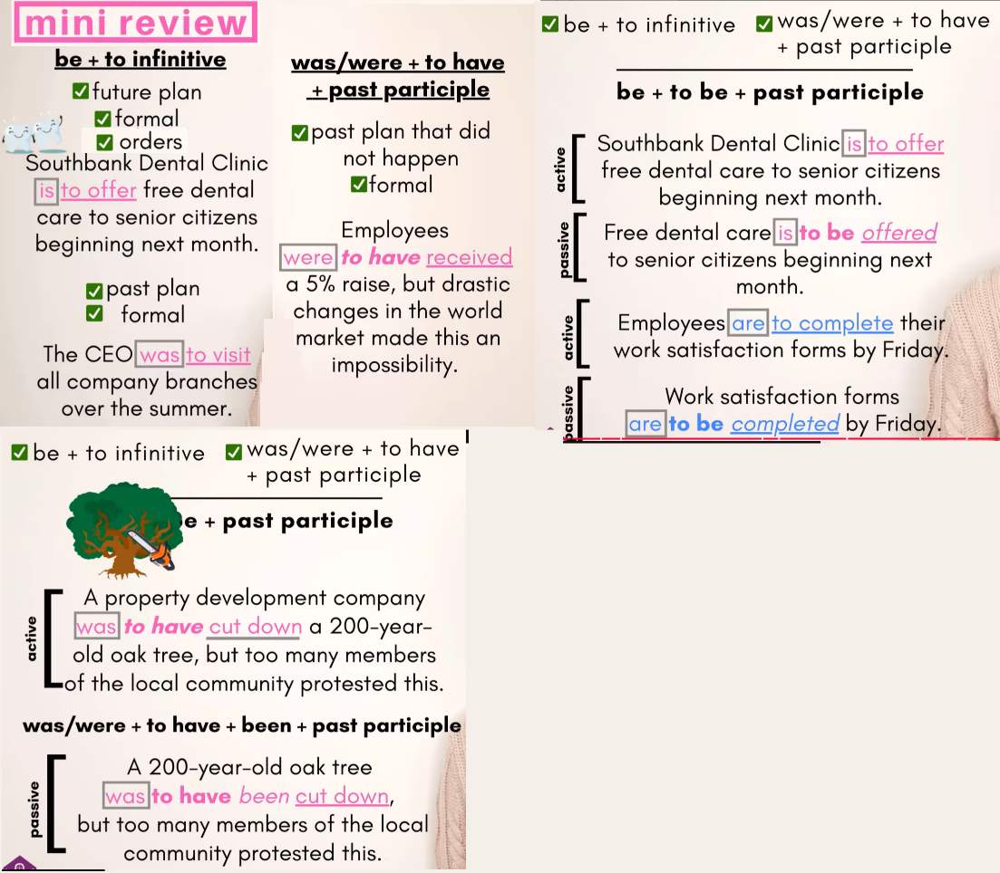 mini review
be + to infinitive
future plan
formal
orders
Southbank Dental Clinic
is to offer free dental
care to senior citizens
beginning next month.
past plan
formal
The CEO was to visit
all company branches
over the summer.
was/were + to have
+ past participle
past plan that did
not happen
formal
Employees
were to have received
a 5% raise, but drastic
changes in the world
market made this an
impossibility.
be + to infinitive
was/were + to have
+ past participle
be + to be + past participle
active
Southbank Dental Clinic is to offer
free dental care to senior citizens
beginning next month.
passive
Free dental care is to be offered
to senior citizens beginning next
month.
active
Employees are to complete their
work satisfaction forms by Friday.
passive
Work satisfaction forms
are to be completed by Friday.
be + to infinitive
was/were + to have
+ past participle
be + past participle
active
A property development company
was to have cut down a 200-year-
old oak tree, but too many members
of the local community protested this.
was/were + to have + been + past participle
passive
A 200-year-old oak tree
was to have been cut down,
but too many members of the local
community protested this.